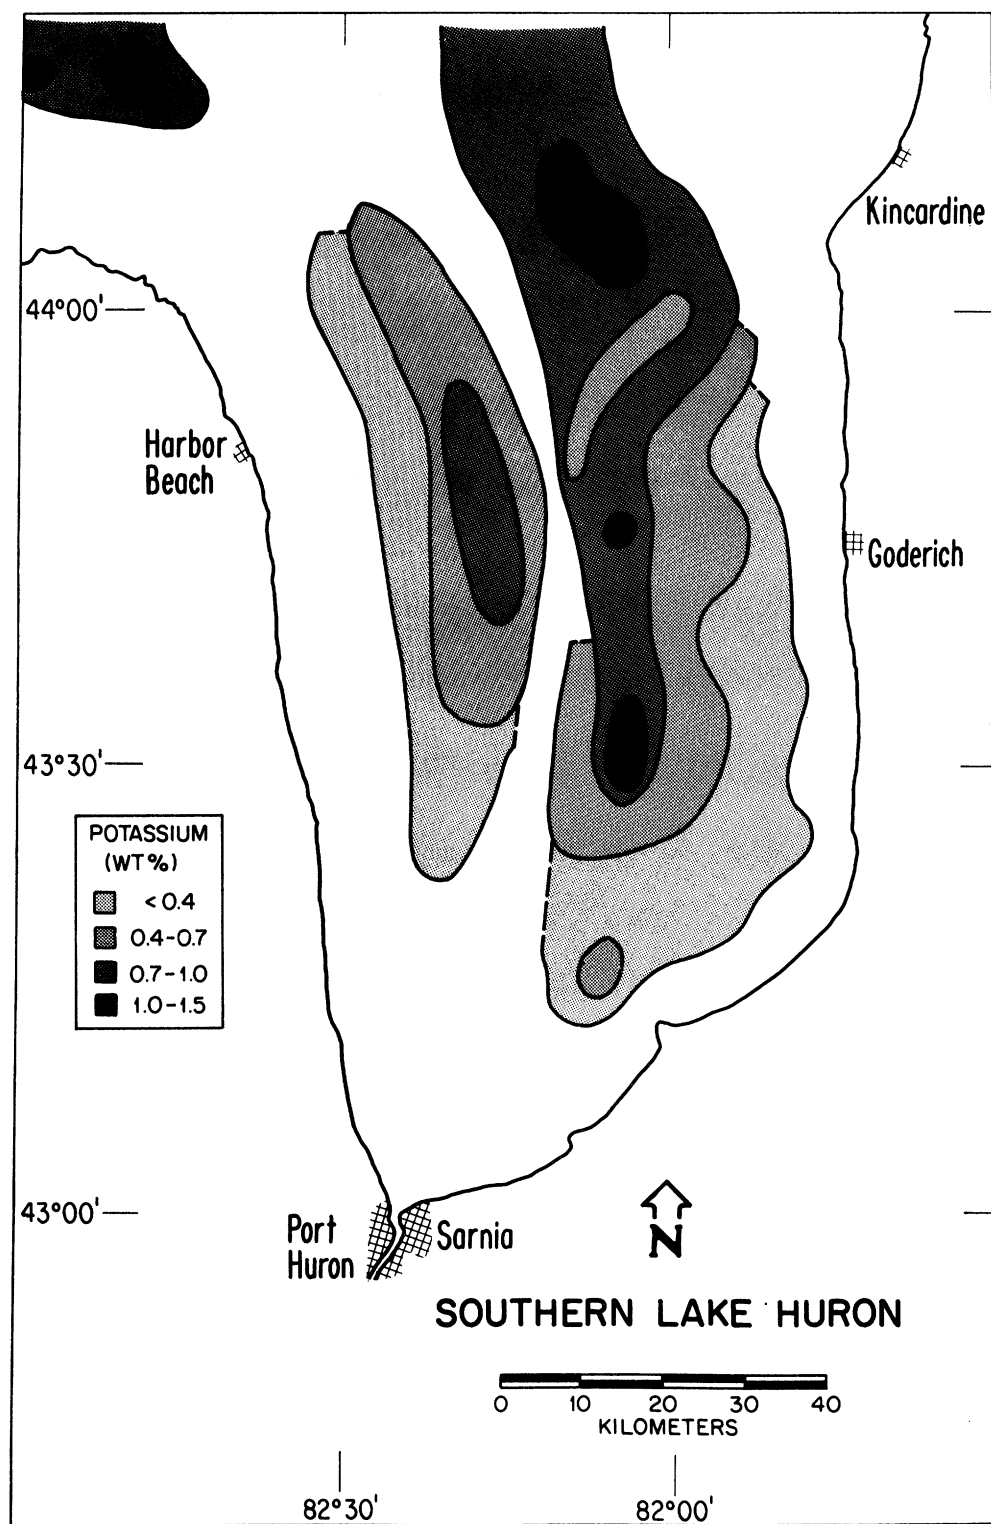 Kincardine
44°00'
Harbor
Beach
Goderich
43°30'
POTASSIUM
(WT%)
<0.4
0.4-0.7
0.7-1.0
1.0-1.5
43°00'
Port
Huron
Sarnia
N
SOUTHERN LAKE HURON
0 10 20 30 40
KILOMETERS
82°30' 82°00'